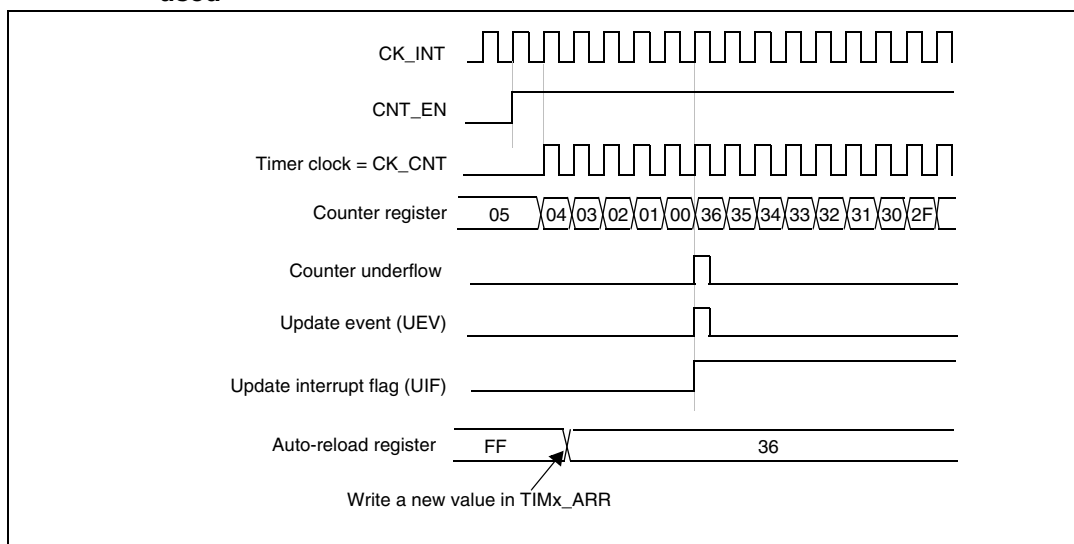 used
CK_INT
CNT_EN
Timer clock = CK_CNT
Counter register 05 04 03 02 01 00 36 35 34 33 32 31 30 2F
Counter underflow
Update event (UEV)
Update interrupt flag (UIF)
Auto-reload register FF 36
Write a new value in TIMx_ARR